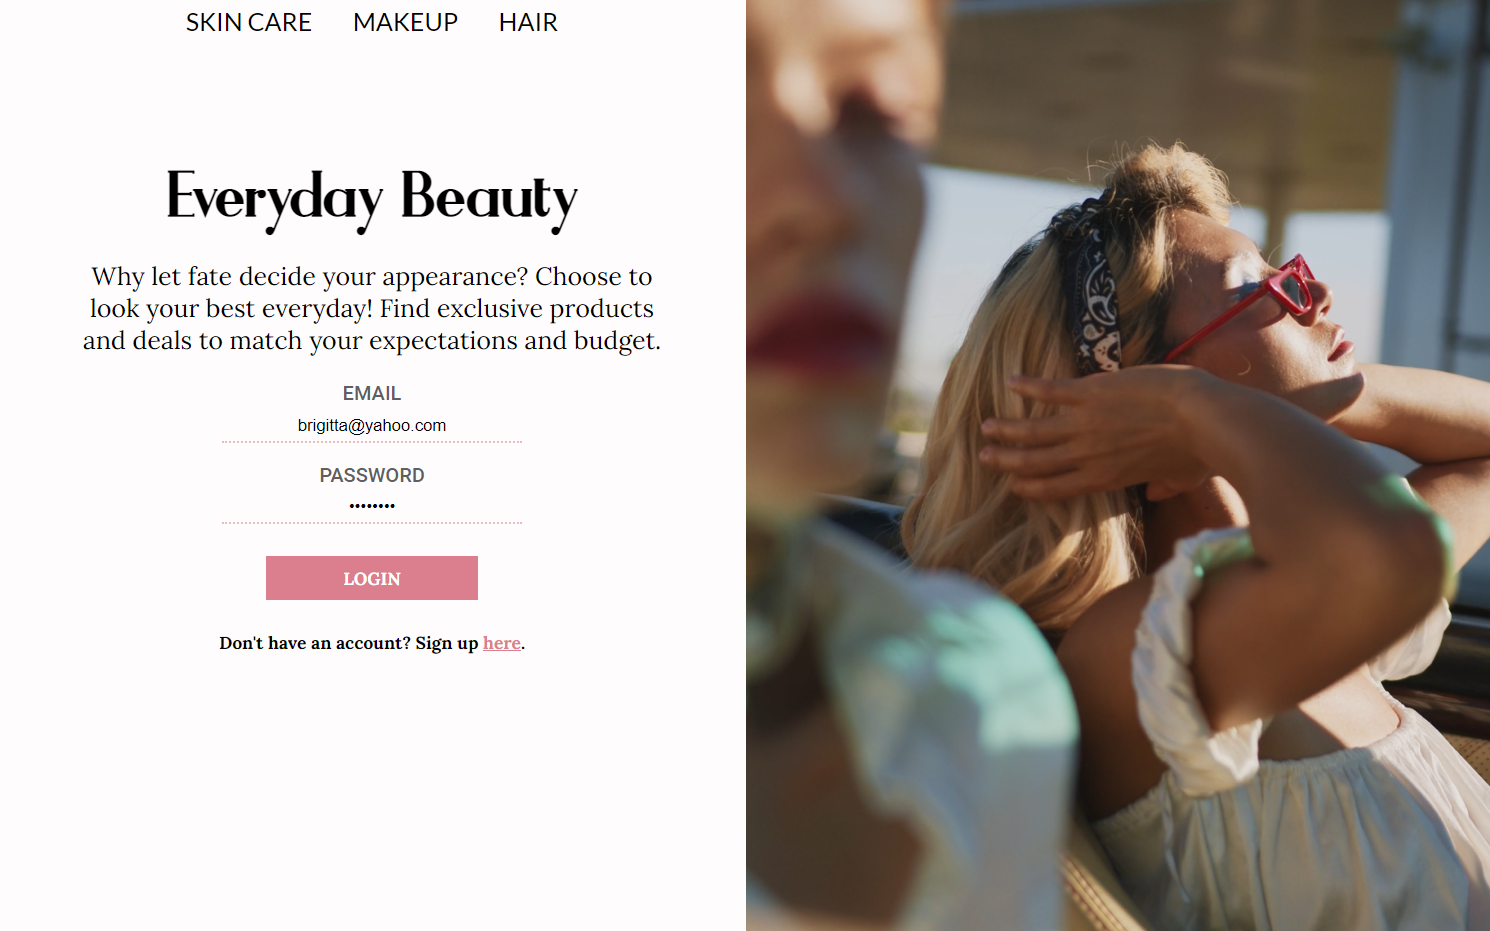 SKIN CARE MAKEUP HAIR
Everyday Beauty
Why let fate decide your appearance? Choose to
look your best everyday! Find exclusive products
and deals to match your expectations and budget.
EMAIL
brigitta@yahoo.com
PASSWORD
••••••••
LOGIN
Don't have an account? Sign up here.